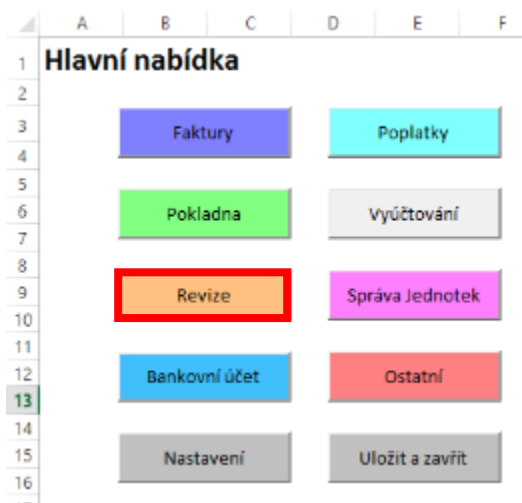 A B C D E F
1 Hlavní nabídka
2
3 Faktury Poplatky
4
5
6 Pokladna Vyúčtování
7
8
9 Revize Správa Jednotek
10
11
12 Bankovní účet Ostatní
13
14
15 Nastavení Uložit a zavřít
16